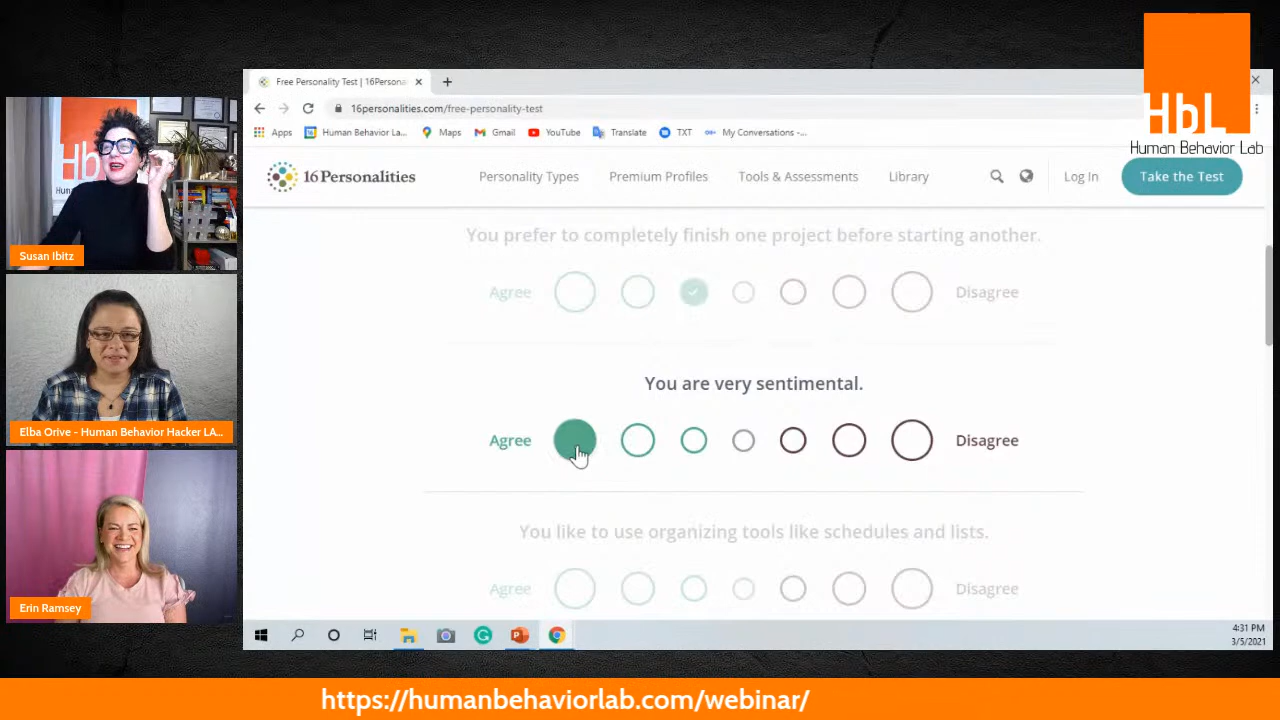 Free Personality Test | 16Persona
16personalities.com/free-personality-test
Apps
Human Behavior La...
Maps
Gmail
YouTube
Translate
TXT
My Conversations -...
HbL
Human Behavior Lab
16Personalities
Personality Types
Premium Profiles
Tools & Assessments
Library
Log In
Take the Test
You prefer to completely finish one project before starting another.
Agree
Disagree
You are very sentimental.
Agree
Disagree
You like to use organizing tools like schedules and lists.
Agree
Disagree
Susan Ibitz
Elba Orive - Human Behavior Hacker LA...
Erin Ramsey
4:31 PM
3/5/2021
https://humanbehaviorlab.com/webinar/